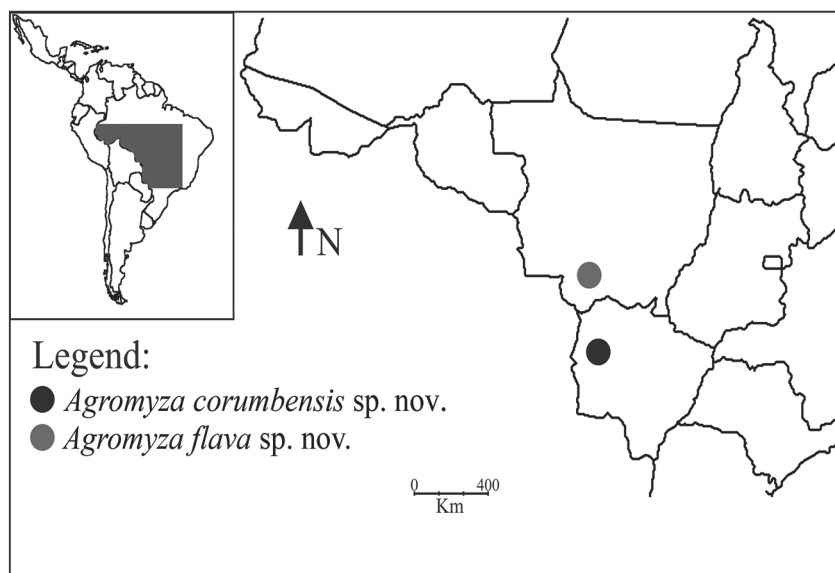 N
Legend:
Agromyza corumbensis sp. nov.
Agromyza flava sp. nov.
0 400
Km